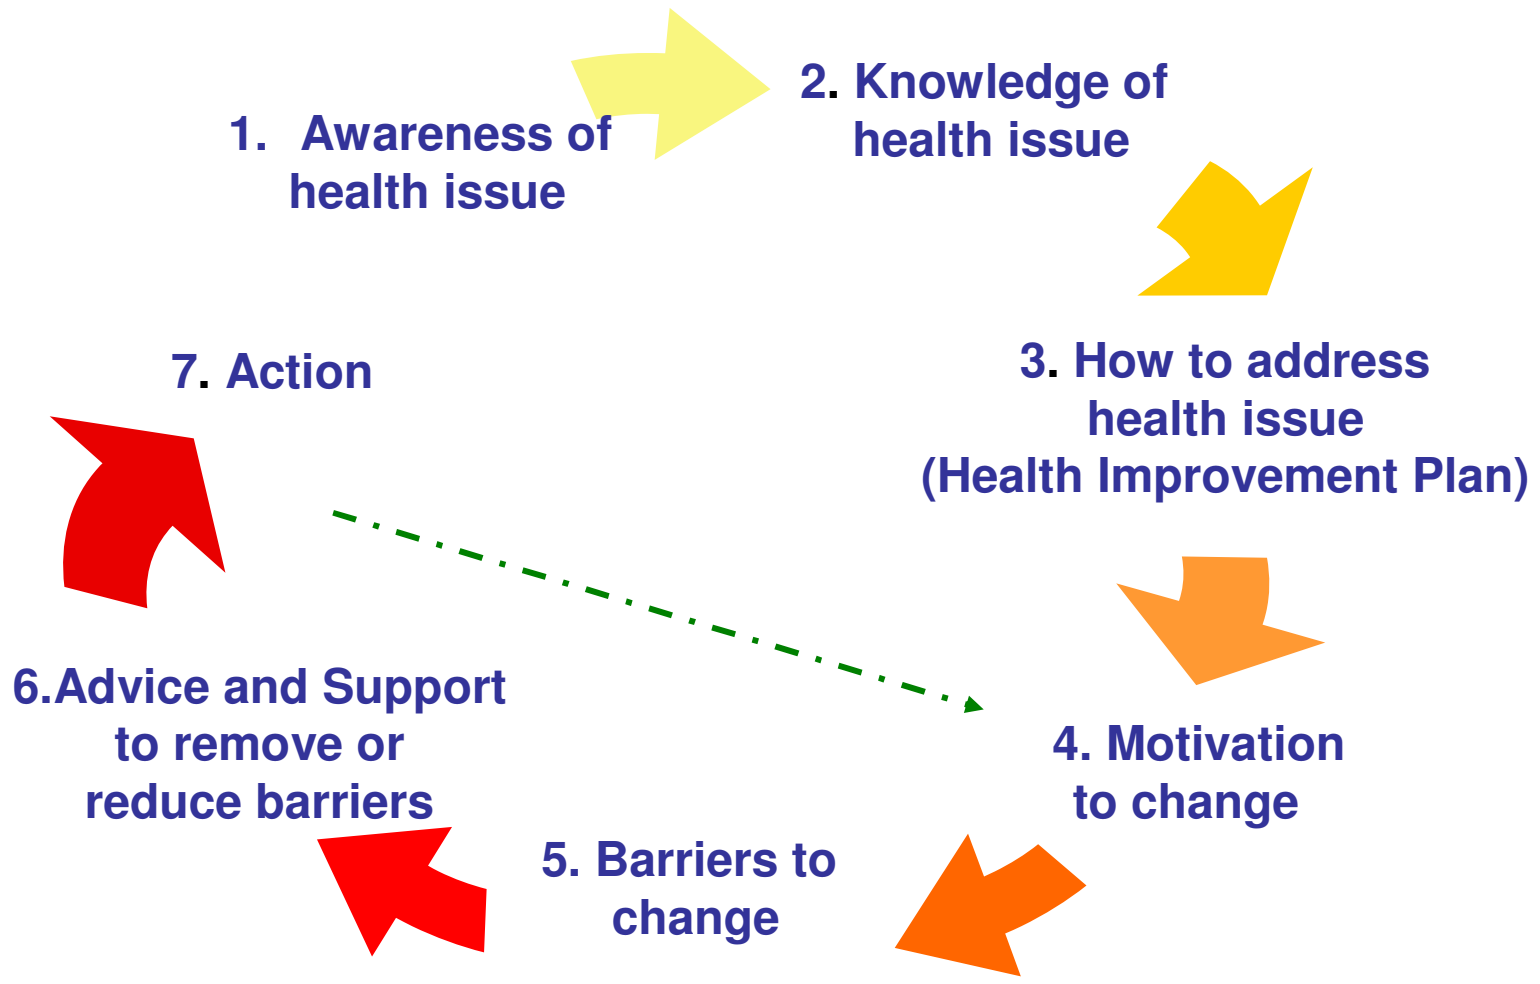 1. Awareness of
health issue
2. Knowledge of
health issue
3. How to address
health issue
(Health Improvement Plan)
4. Motivation
to change
5. Barriers to
change
6.Advice and Support
to remove or
reduce barriers
7. Action